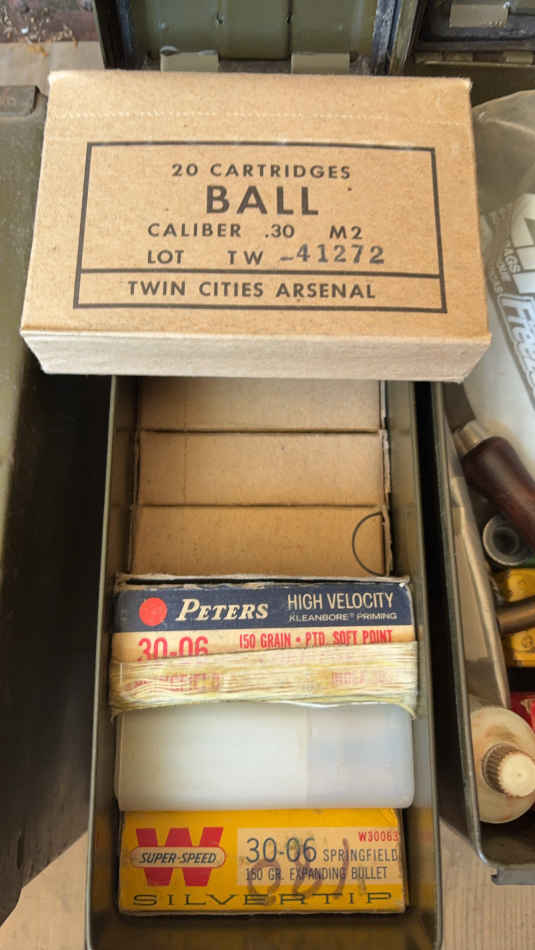 20 CARTRIDGES
BALL
CALIBER .30 M2
LOT TW -41272
TWIN CITIES ARSENAL
PETERS
HIGH VELOCITY
KLEANBORE® PRIMING
30-06
150 GRAIN • PTD. SOFT POINT
W
SUPER-SPEED
W30063
30-06 SPRINGFIELD
150 GR. EXPANDING BULLET
SILVERTIP